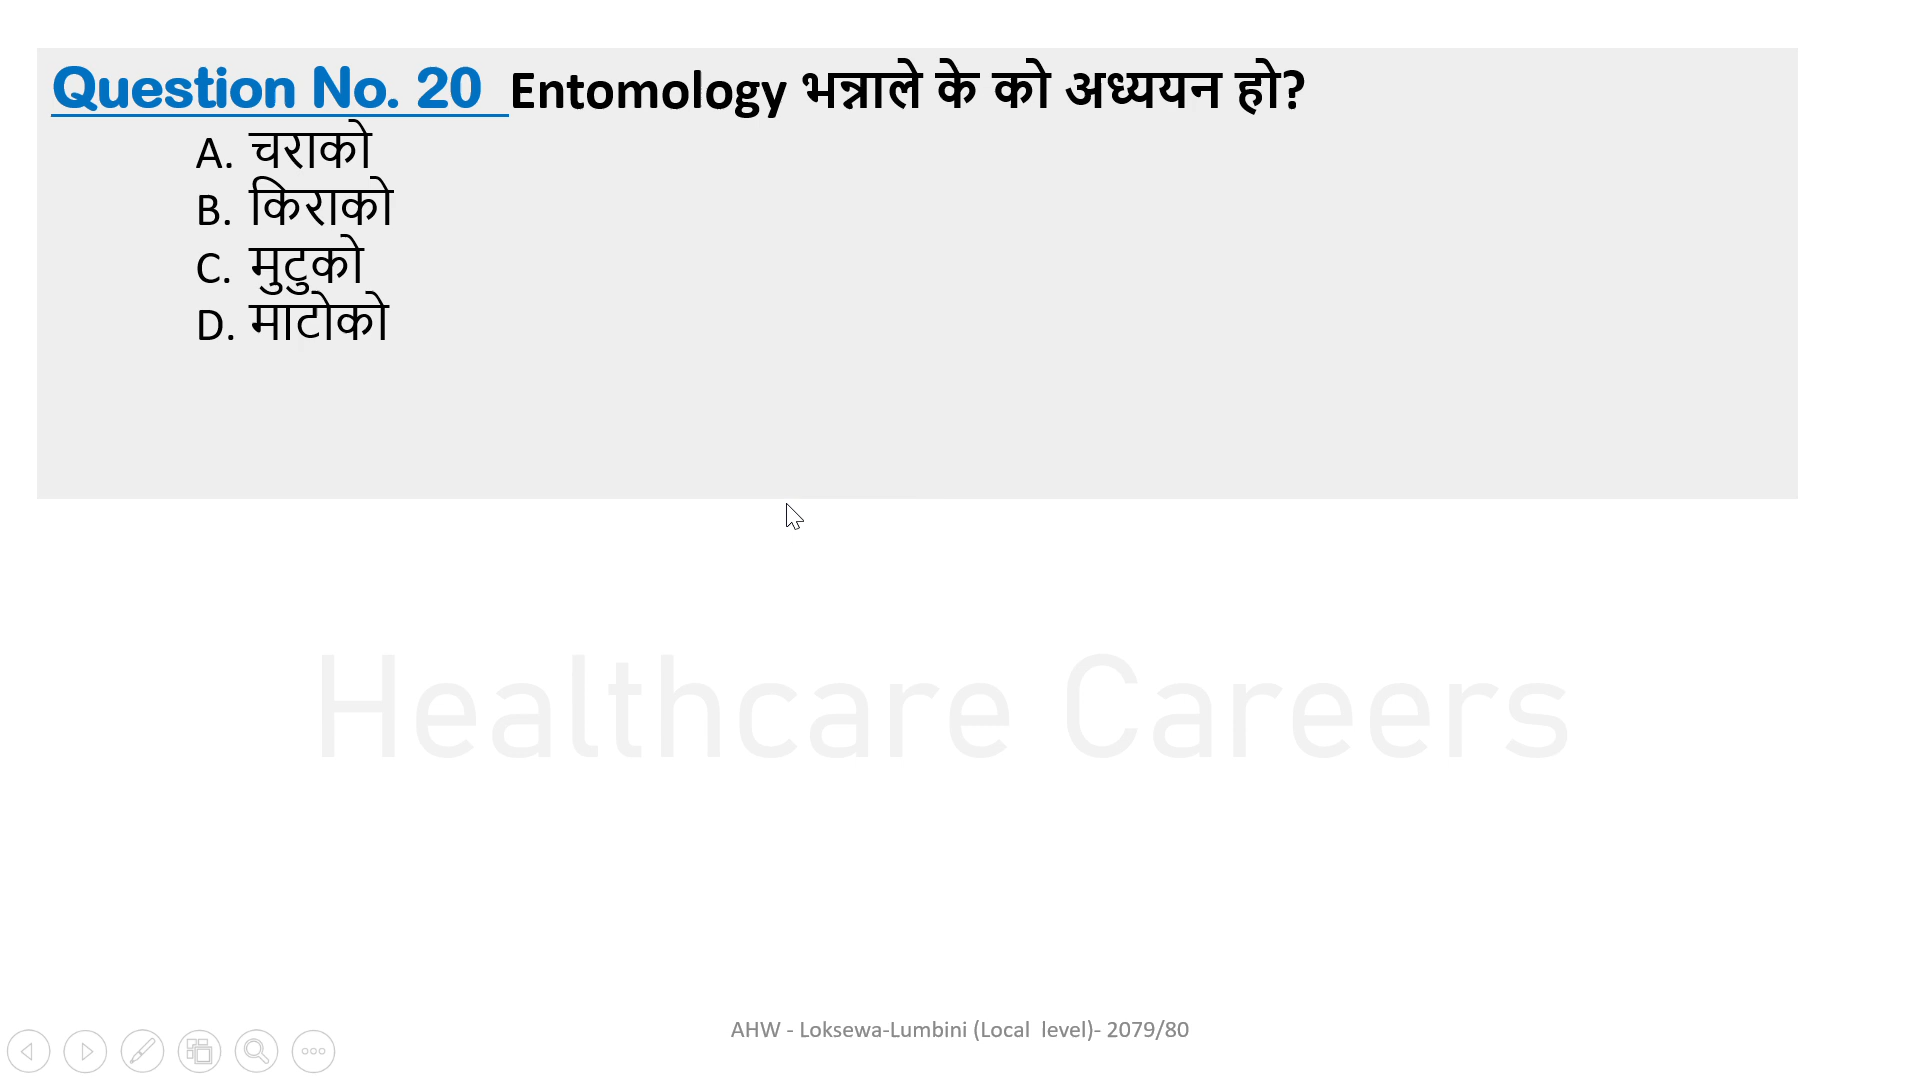 Question No. 20 Entomology भन्नाले के को अध्ययन हो?
A. चराको
B. किराको
C. मुटुको
D. माटोको
Healthcare Careers
AHW - Loksewa-Lumbini (Local level)- 2079/80